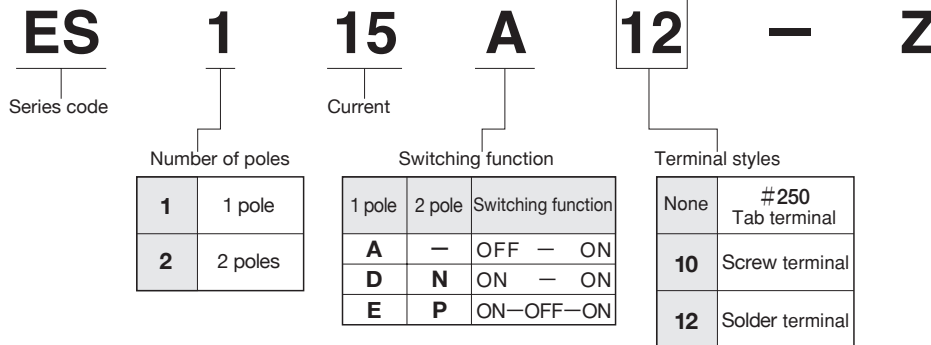 ES 1 15 A 12 － Z
Series code
Current
Number of poles
1 1 pole
2 2 poles
Switching function
1 pole 2 pole Switching function
A － OFF － ON
D N ON － ON
E P ON－OFF－ON
Terminal styles
None #250
Tab terminal
10 Screw terminal
12 Solder terminal